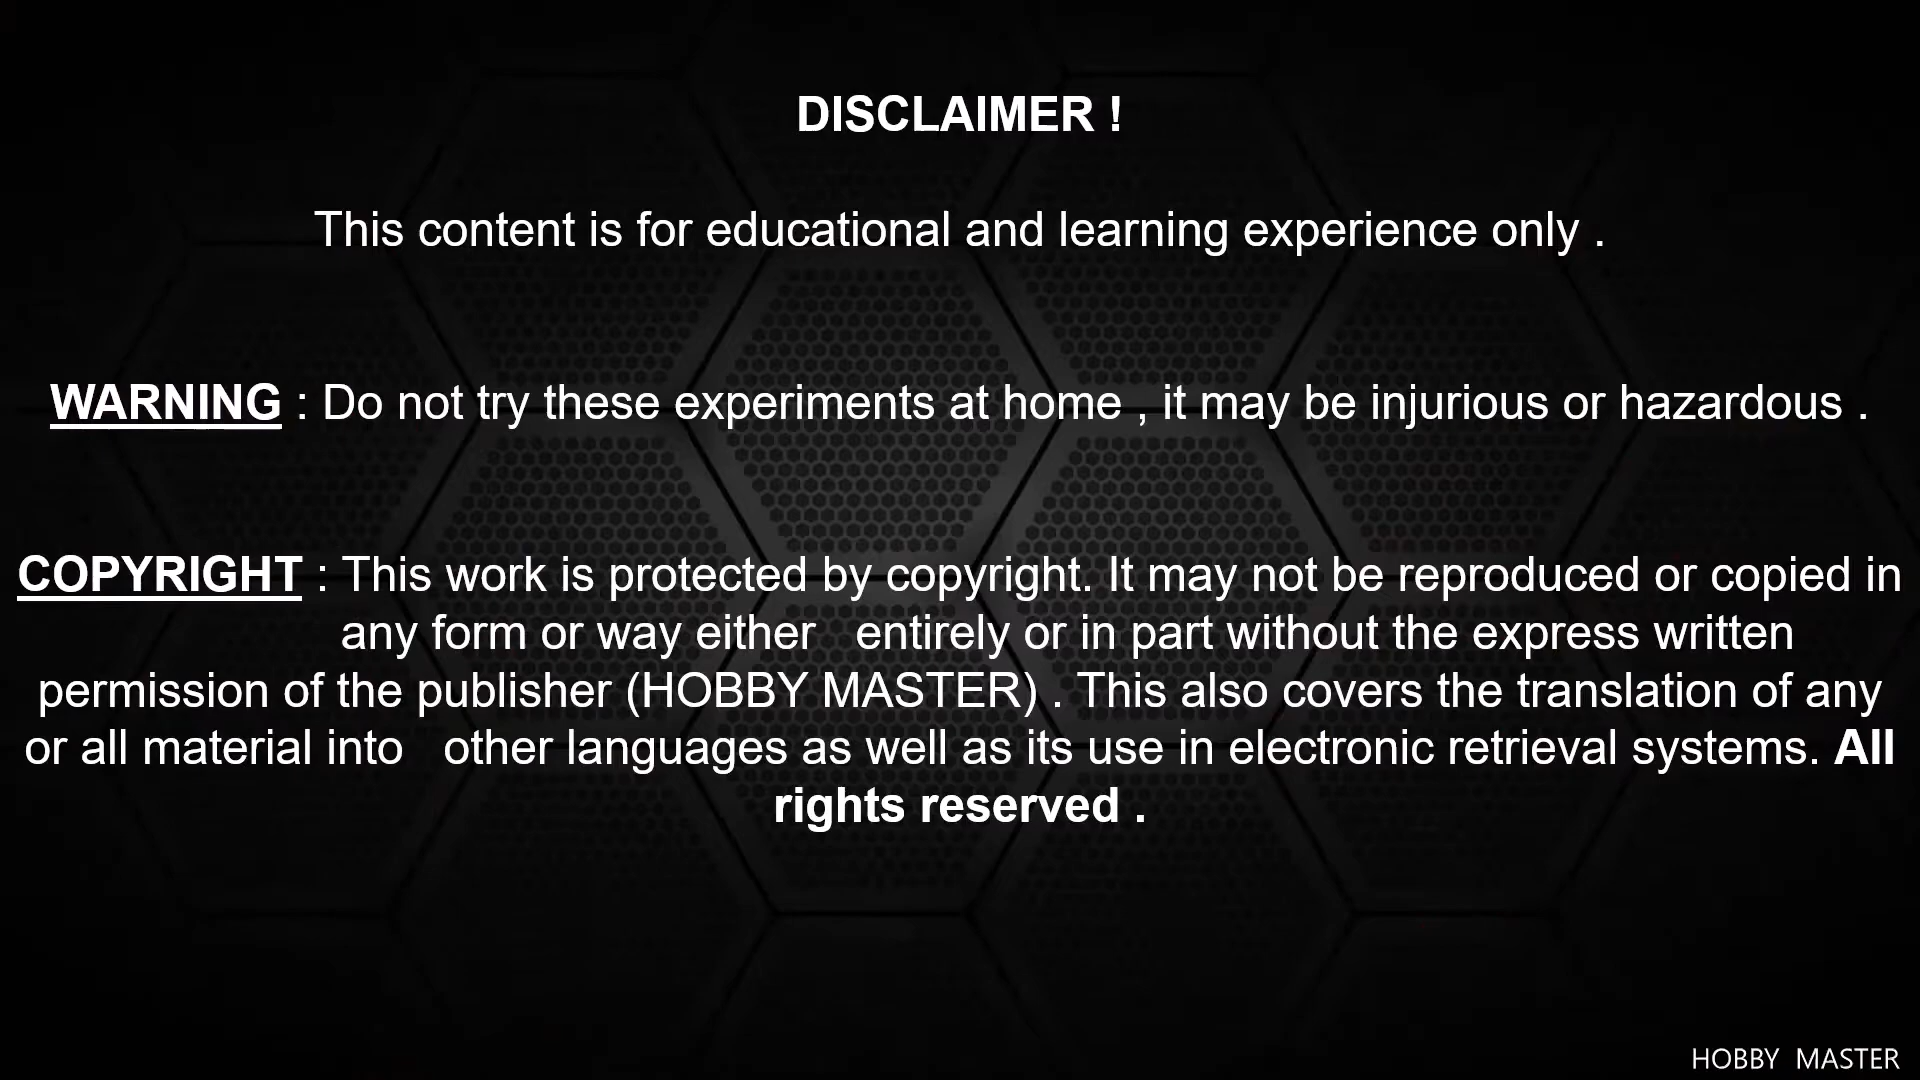 DISCLAIMER !
This content is for educational and learning experience only .
WARNING : Do not try these experiments at home , it may be injurious or hazardous .
COPYRIGHT : This work is protected by copyright. It may not be reproduced or copied in
any form or way either entirely or in part without the express written
permission of the publisher (HOBBY MASTER) . This also covers the translation of any
or all material into other languages as well as its use in electronic retrieval systems. All
rights reserved .
HOBBY MASTER